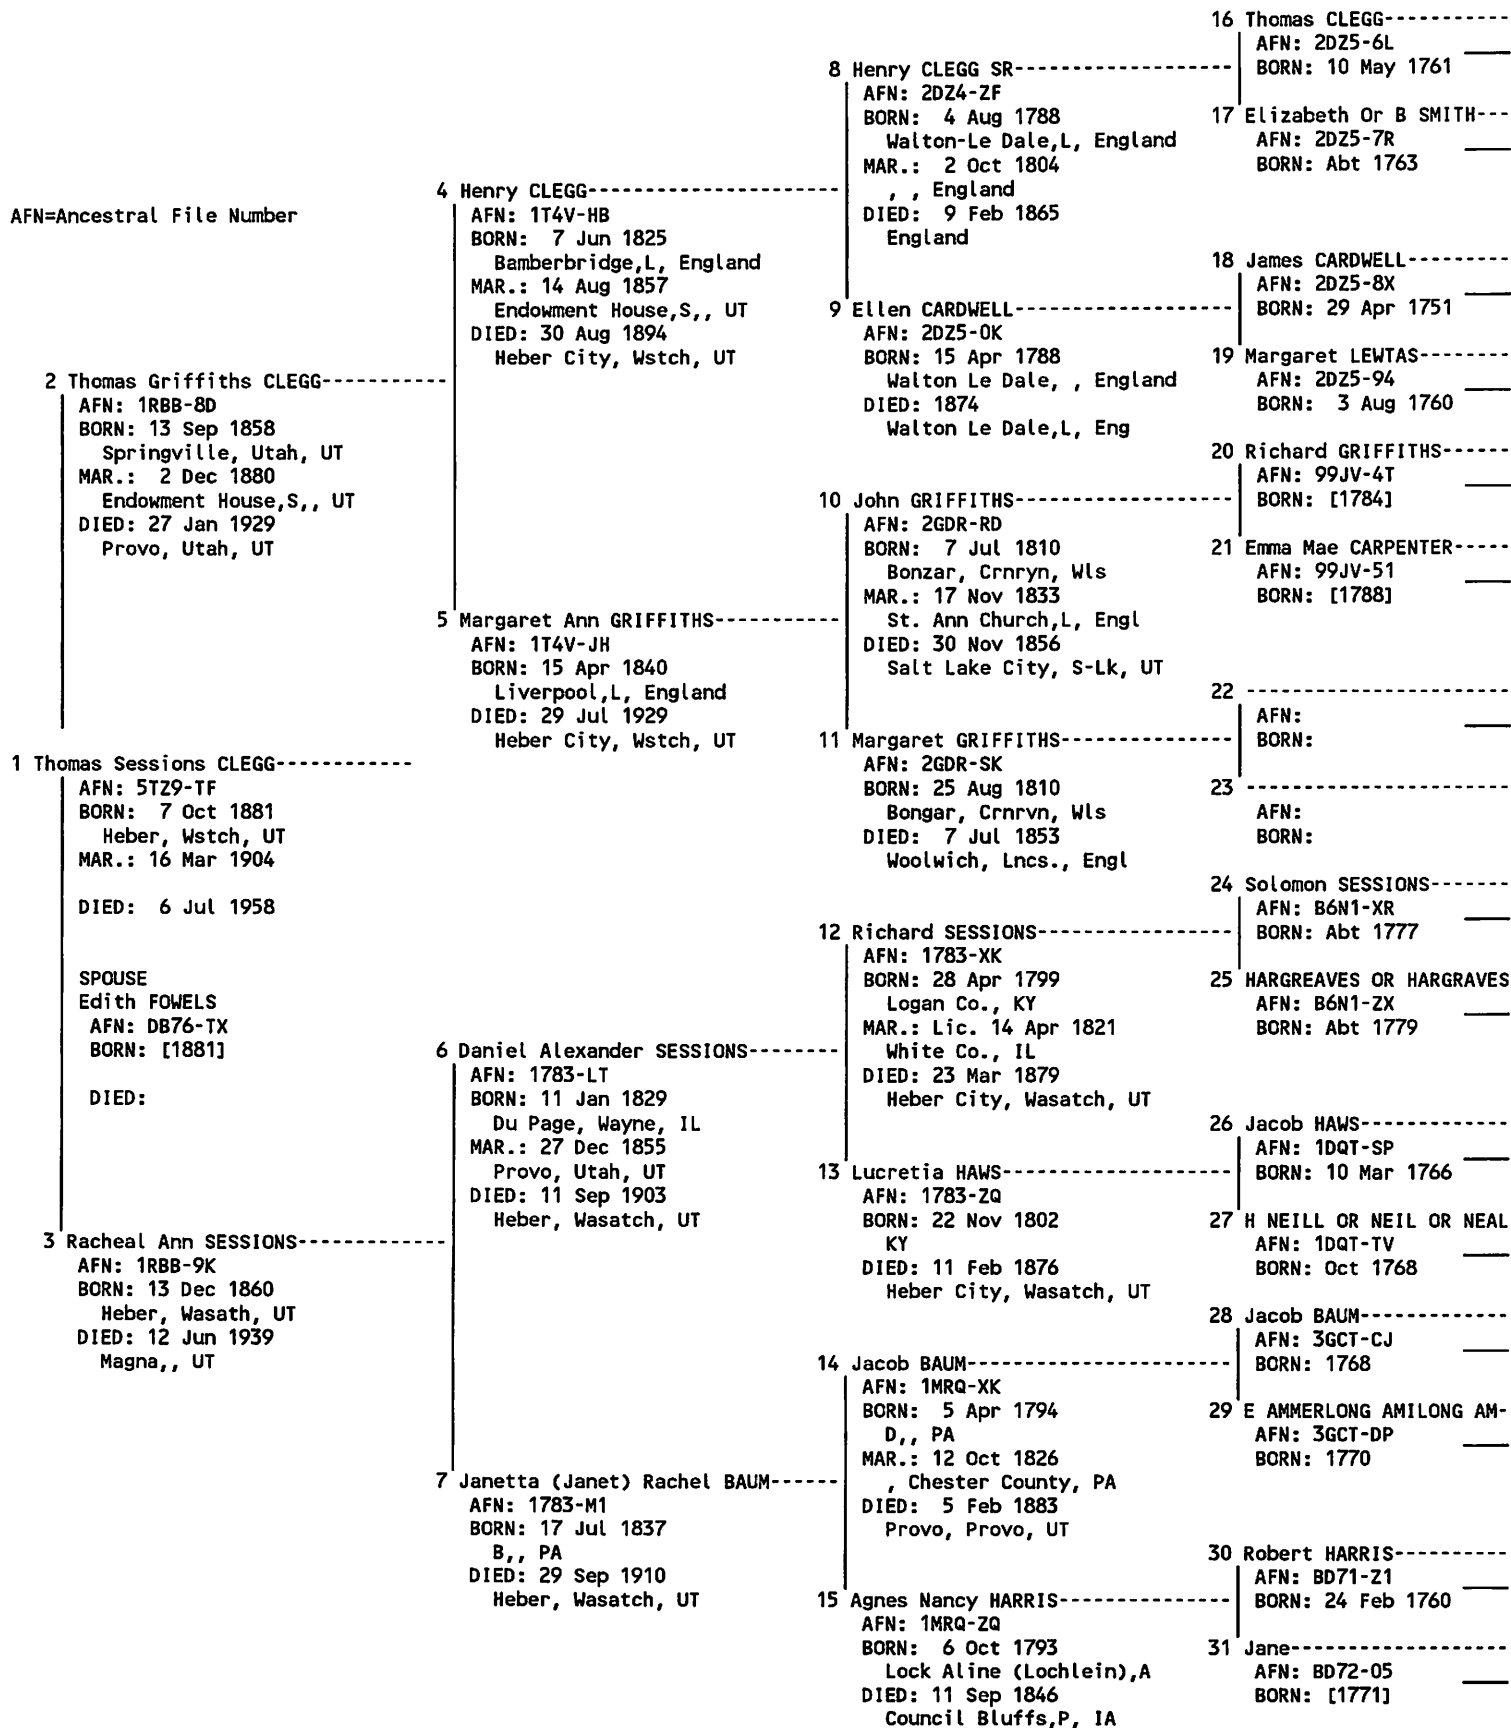 AFN=Ancestral File Number
1 Thomas Sessions CLEGG------------
AFN: 5TZ9-TF
BORN:  7 Oct 1881
Heber, Wstch, UT
MAR.: 16 Mar 1904
DIED:  6 Jul 1958
SPOUSE
Edith FOWELS
AFN: DB76-TX
BORN: [1881]
DIED:
2 Thomas Griffiths CLEGG-----------
AFN: 1RBB-8D
BORN: 13 Sep 1858
Springville, Utah, UT
MAR.:  2 Dec 1880
Endowment House,S,, UT
DIED: 27 Jan 1929
Provo, Utah, UT
3 Racheal Ann SESSIONS-------------
AFN: 1RBB-9K
BORN: 13 Dec 1860
Heber, Wasath, UT
DIED: 12 Jun 1939
Magna,, UT
4 Henry CLEGG----------------------
AFN: 1T4V-HB
BORN:  7 Jun 1825
Bamberbridge,L, England
MAR.: 14 Aug 1857
Endowment House,S,, UT
DIED: 30 Aug 1894
Heber City, Wstch, UT
5 Margaret Ann GRIFFITHS-----------
AFN: 1T4V-JH
BORN: 15 Apr 1840
Liverpool,L, England
DIED: 29 Jul 1929
Heber City, Wstch, UT
6 Daniel Alexander SESSIONS--------
AFN: 1783-LT
BORN: 11 Jan 1829
Du Page, Wayne, IL
MAR.: 27 Dec 1855
Provo, Utah, UT
DIED: 11 Sep 1903
Heber, Wasatch, UT
7 Janetta (Janet) Rachel BAUM------
AFN: 1783-M1
BORN: 17 Jul 1837
B,, PA
DIED: 29 Sep 1910
Heber, Wasatch, UT
8 Henry CLEGG SR-------------------
AFN: 2DZ4-ZF
BORN:  4 Aug 1788
Walton-Le Dale,L, England
MAR.:  2 Oct 1804
, , England
DIED:  9 Feb 1865
England
9 Ellen CARDWELL-------------------
AFN: 2DZ5-0K
BORN: 15 Apr 1788
Walton Le Dale, , England
DIED: 1874
Walton Le Dale,L, Eng
10 John GRIFFITHS-------------------
AFN: 2GDR-RD
BORN:  7 Jul 1810
Bonzar, Crnryn, Wls
MAR.: 17 Nov 1833
St. Ann Church,L, Engl
DIED: 30 Nov 1856
Salt Lake City, S-Lk, UT
11 Margaret GRIFFITHS---------------
AFN: 2GDR-SK
BORN: 25 Aug 1810
Bongar, Crnrvn, Wls
DIED:  7 Jul 1853
Woolwich, Lncs., Engl
12 Richard SESSIONS-----------------
AFN: 1783-XK
BORN: 28 Apr 1799
Logan Co., KY
MAR.: Lic. 14 Apr 1821
White Co., IL
DIED: 23 Mar 1879
Heber City, Wasatch, UT
13 Lucretia HAWS--------------------
AFN: 1783-ZQ
BORN: 22 Nov 1802
KY
DIED: 11 Feb 1876
Heber City, Wasatch, UT
14 Jacob BAUM-----------------------
AFN: 1MRQ-XK
BORN:  5 Apr 1794
D,, PA
MAR.: 12 Oct 1826
, Chester County, PA
DIED:  5 Feb 1883
Provo, Provo, UT
15 Agnes Nancy HARRIS---------------
AFN: 1MRQ-ZQ
BORN:  6 Oct 1793
Lock Aline (Lochlein),A
DIED: 11 Sep 1846
Council Bluffs,P, IA
16 Thomas CLEGG-----------
AFN: 2DZ5-6L
BORN: 10 May 1761
17 Elizabeth Or B SMITH---
AFN: 2DZ5-7R
BORN: Abt 1763
18 James CARDWELL---------
AFN: 2DZ5-8X
BORN: 29 Apr 1751
19 Margaret LEWTAS--------
AFN: 2DZ5-94
BORN:  3 Aug 1760
20 Richard GRIFFITHS------
AFN: 99JV-4T
BORN: [1784]
21 Emma Mae CARPENTER-----
AFN: 99JV-51
BORN: [1788]
22 -----------------------
AFN:
BORN:
23 -----------------------
AFN:
BORN:
24 Solomon SESSIONS-------
AFN: B6N1-XR
BORN: Abt 1777
25 HARGREAVES OR HARGRAVES
AFN: B6N1-ZX
BORN: Abt 1779
26 Jacob HAWS-------------
AFN: 1DQT-SP
BORN: 10 Mar 1766
27 H NEILL OR NEIL OR NEAL
AFN: 1DQT-TV
BORN: Oct 1768
28 Jacob BAUM-------------
AFN: 3GCT-CJ
BORN: 1768
29 E AMMERLONG AMILONG AM-
AFN: 3GCT-DP
BORN: 1770
30 Robert HARRIS----------
AFN: BD71-Z1
BORN: 24 Feb 1760
31 Jane-------------------
AFN: BD72-05
BORN: [1771]